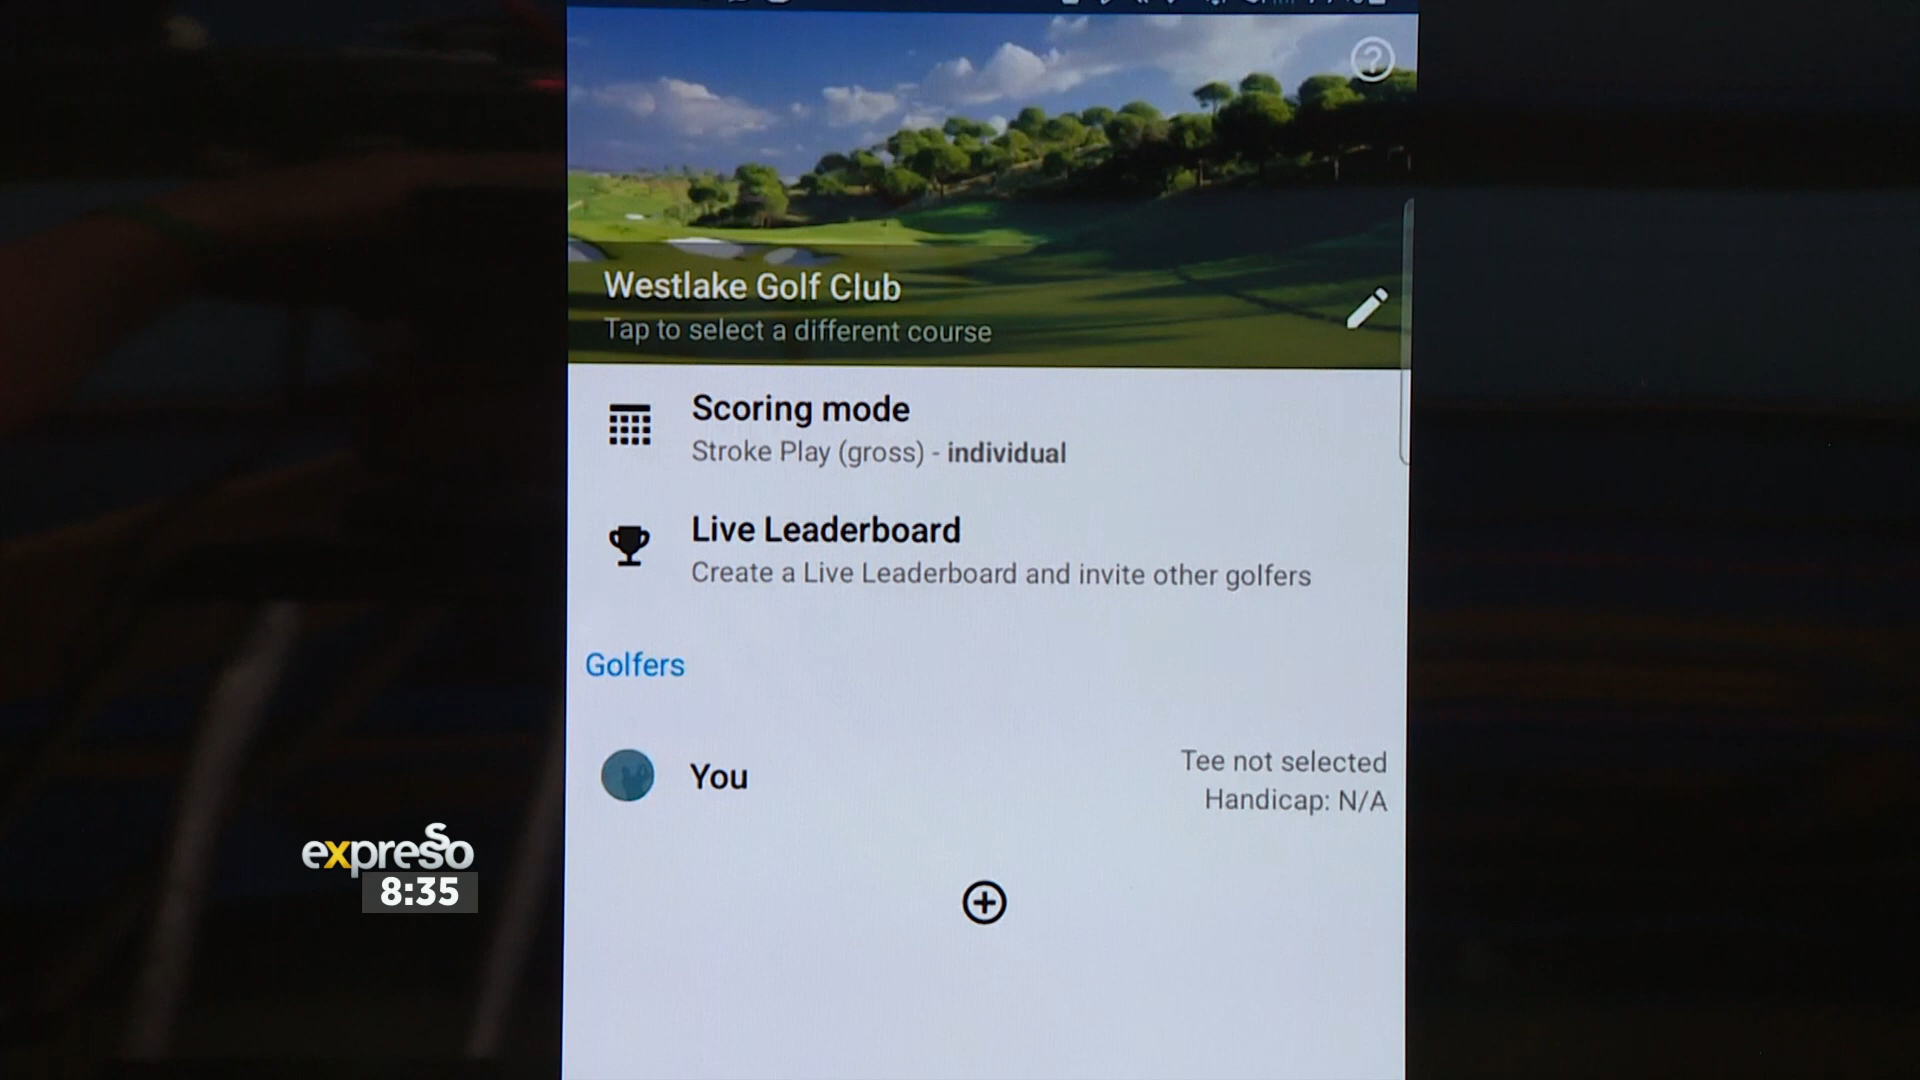 Westlake Golf Club
Tap to select a different course
Scoring mode
Stroke Play (gross) - individual
Live Leaderboard
Create a Live Leaderboard and invite other golfers
Golfers
You
Tee not selected
Handicap: N/A
expresso
8:35